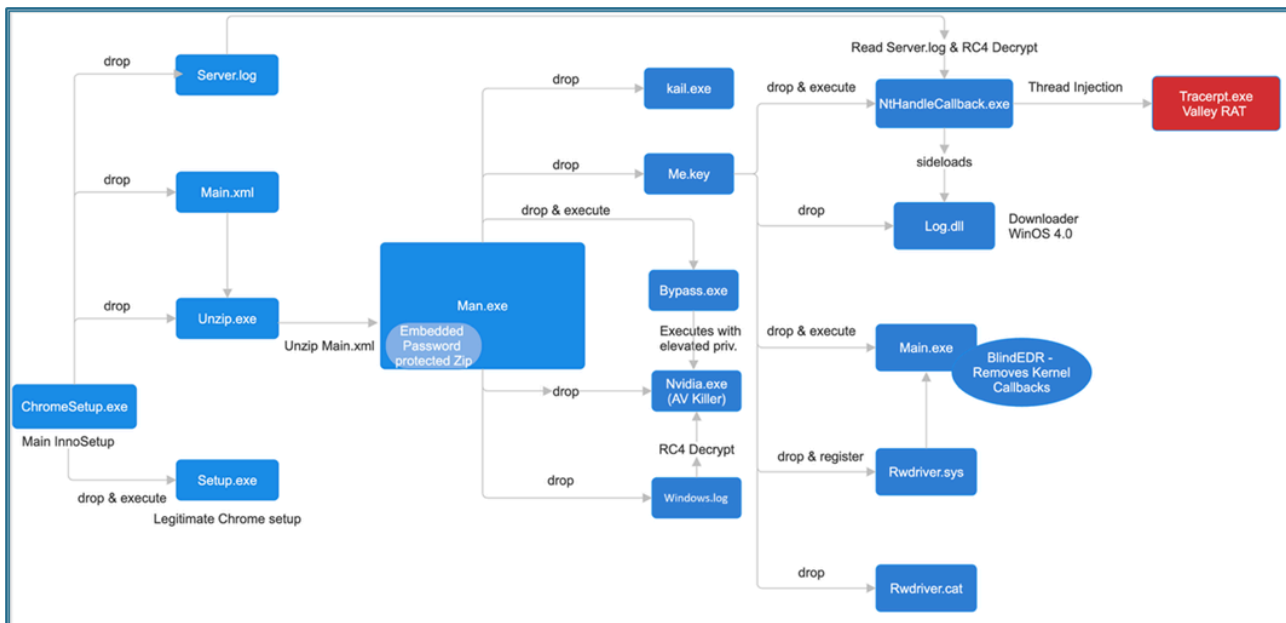 Read Server.log & RC4 Decrypt
drop
Server.log
drop
kail.exe
drop & execute
NtHandleCallback.exe
Thread Injection
Tracerpt.exe
Valley RAT
sideloads
drop
Main.xml
drop
Me.key
drop & execute
drop
Log.dll
Downloader
WinOS 4.0
drop
Unzip.exe
Unzip Main.xml
Man.exe
Embedded
Password
protected Zip
Bypass.exe
Executes with
elevated priv.
drop & execute
Main.exe
BlindEDR -
Removes Kernel
Callbacks
ChromeSetup.exe
Main InnoSetup
drop
Nvidia.exe
(AV Killer)
RC4 Decrypt
drop & execute
Setup.exe
Legitimate Chrome setup
drop
Windows.log
drop & register
Rwdriver.sys
drop
Rwdriver.cat